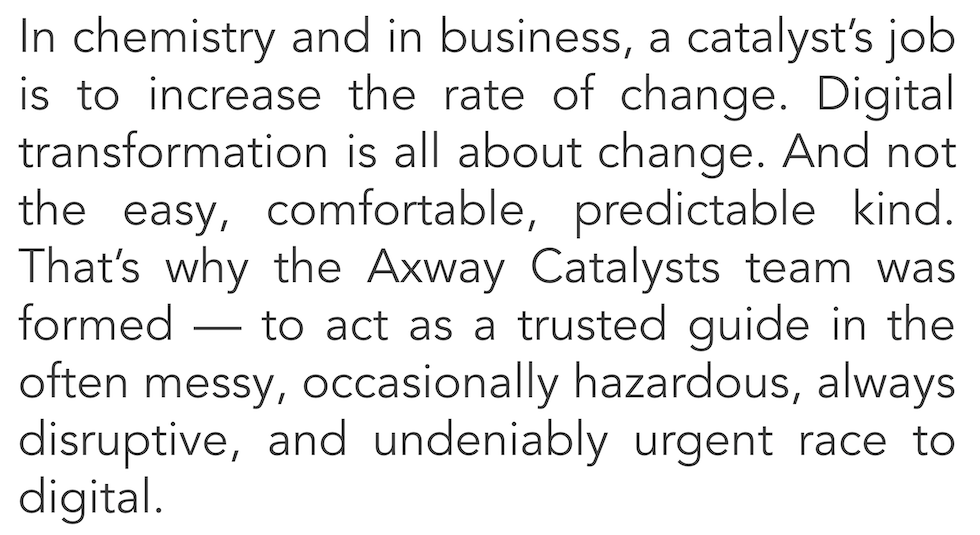 In chemistry and in business, a catalyst’s job
is to increase the rate of change. Digital
transformation is all about change. And not
the easy, comfortable, predictable kind.
That’s why the Axway Catalysts team was
formed — to act as a trusted guide in the
often messy, occasionally hazardous, always
disruptive, and undeniably urgent race to
digital.